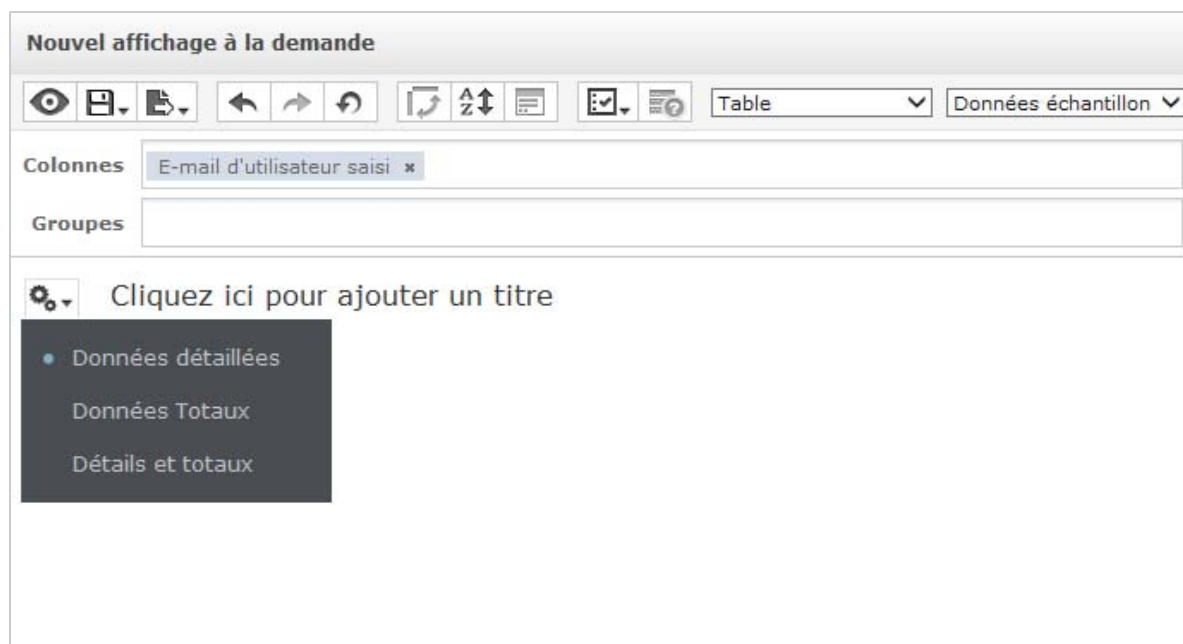 Nouvel affichage à la demande
Table Données échantillon
Colonnes E-mail d'utilisateur saisi ×
Groupes
Cliquez ici pour ajouter un titre
• Données détaillées
Données Totaux
Détails et totaux